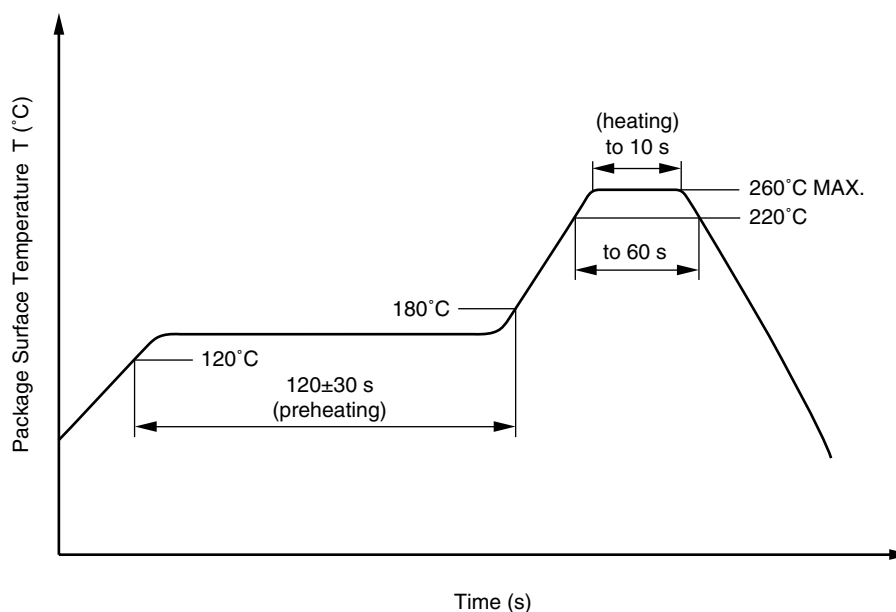 Package Surface Temperature T (˚C)
(heating)
to 10 s
260˚C MAX.
220˚C
to 60 s
180˚C
120˚C
120±30 s
(preheating)
Time (s)